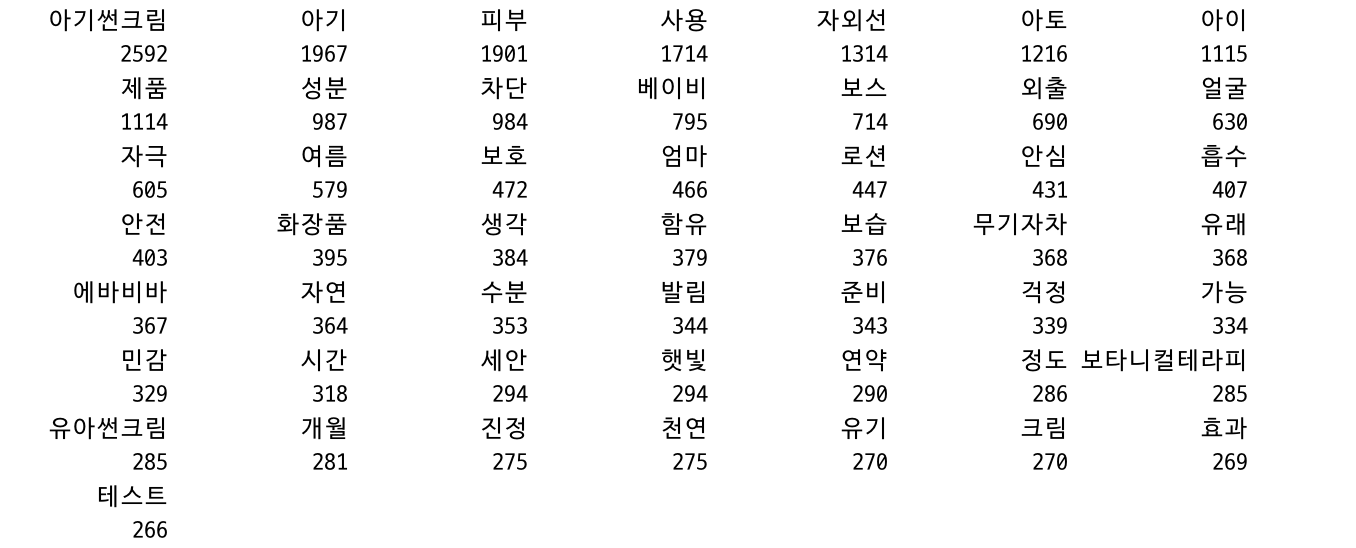 아기썬크림 아기 피부 사용 자외선 아토 아이
2592 1967 1901 1714 1314 1216 1115
제품 성분 차단 베이비 보스 외출 얼굴
1114 987 984 795 714 690 630
자극 여름 보호 엄마 로션 안심 흡수
605 579 472 466 447 431 407
안전 화장품 생각 함유 보습 무기자차 유래
403 395 384 379 376 368 368
에바비바 자연 수분 발림 준비 걱정 가능
367 364 353 344 343 339 334
민감 시간 세안 햇빛 연약 정도 보타니컬테라피
329 318 294 294 290 286 285
유아썬크림 개월 진정 천연 유기 크림 효과
285 281 275 275 270 270 269
테스트
266